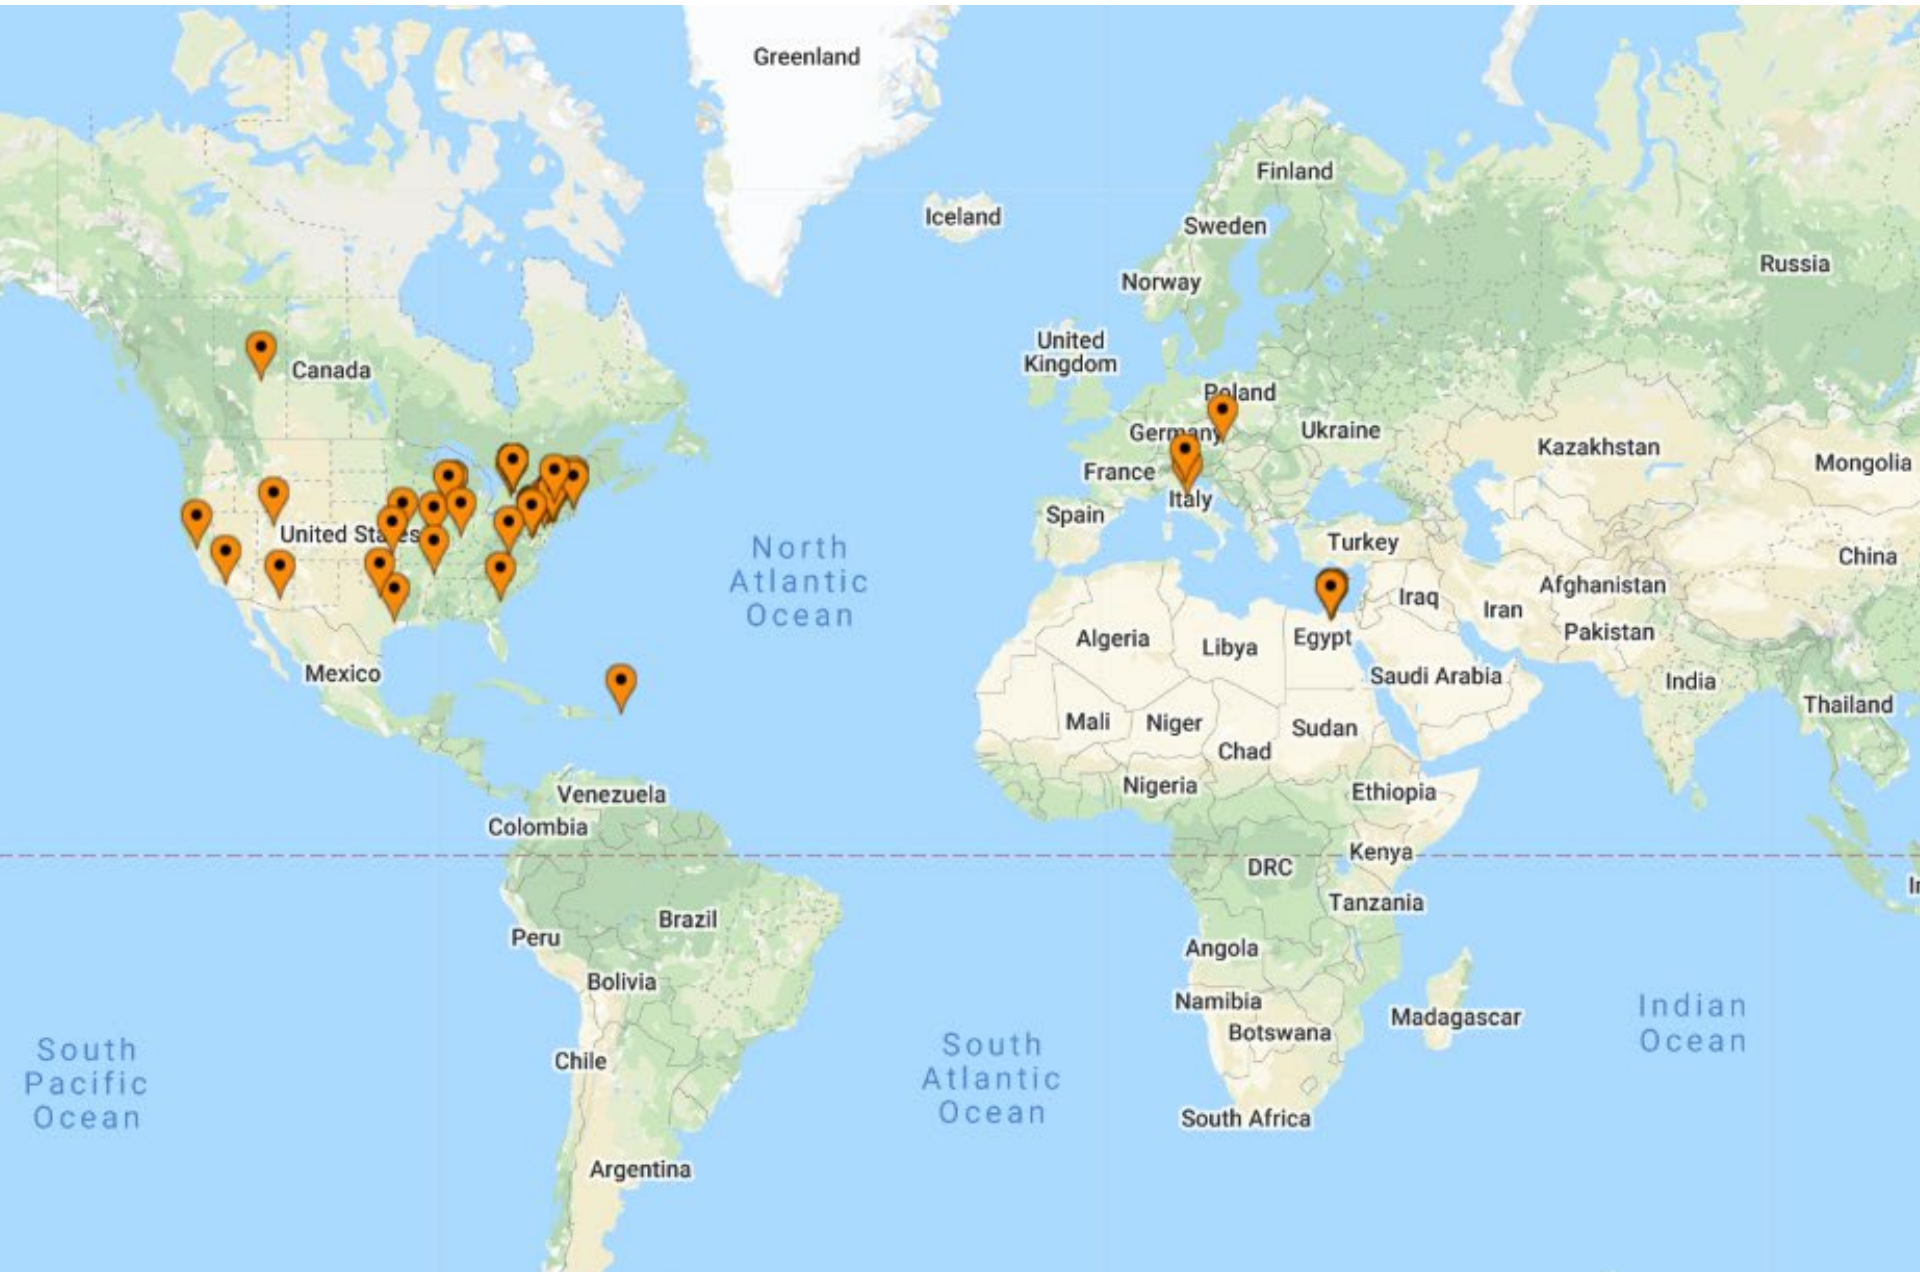 Greenland
Finland
Iceland
Sweden
Russia
Norway
United
Kingdom
Canada
Poland
Germany
Ukraine
Kazakhstan
Mongolia
France
Italy
Spain
United States
Turkey
North
Atlantic
Ocean
China
Afghanistan
Iraq
Iran
Pakistan
Algeria
Libya
Egypt
Mexico
Saudi Arabia
India
Thailand
Mali
Niger
Sudan
Chad
Venezuela
Nigeria
Ethiopia
Colombia
Kenya
DRC
Tanzania
Brazil
Peru
Angola
Bolivia
Namibia
Botswana
Madagascar
Indian
Ocean
South
Pacific
Ocean
Chile
South
Atlantic
Ocean
South Africa
Argentina